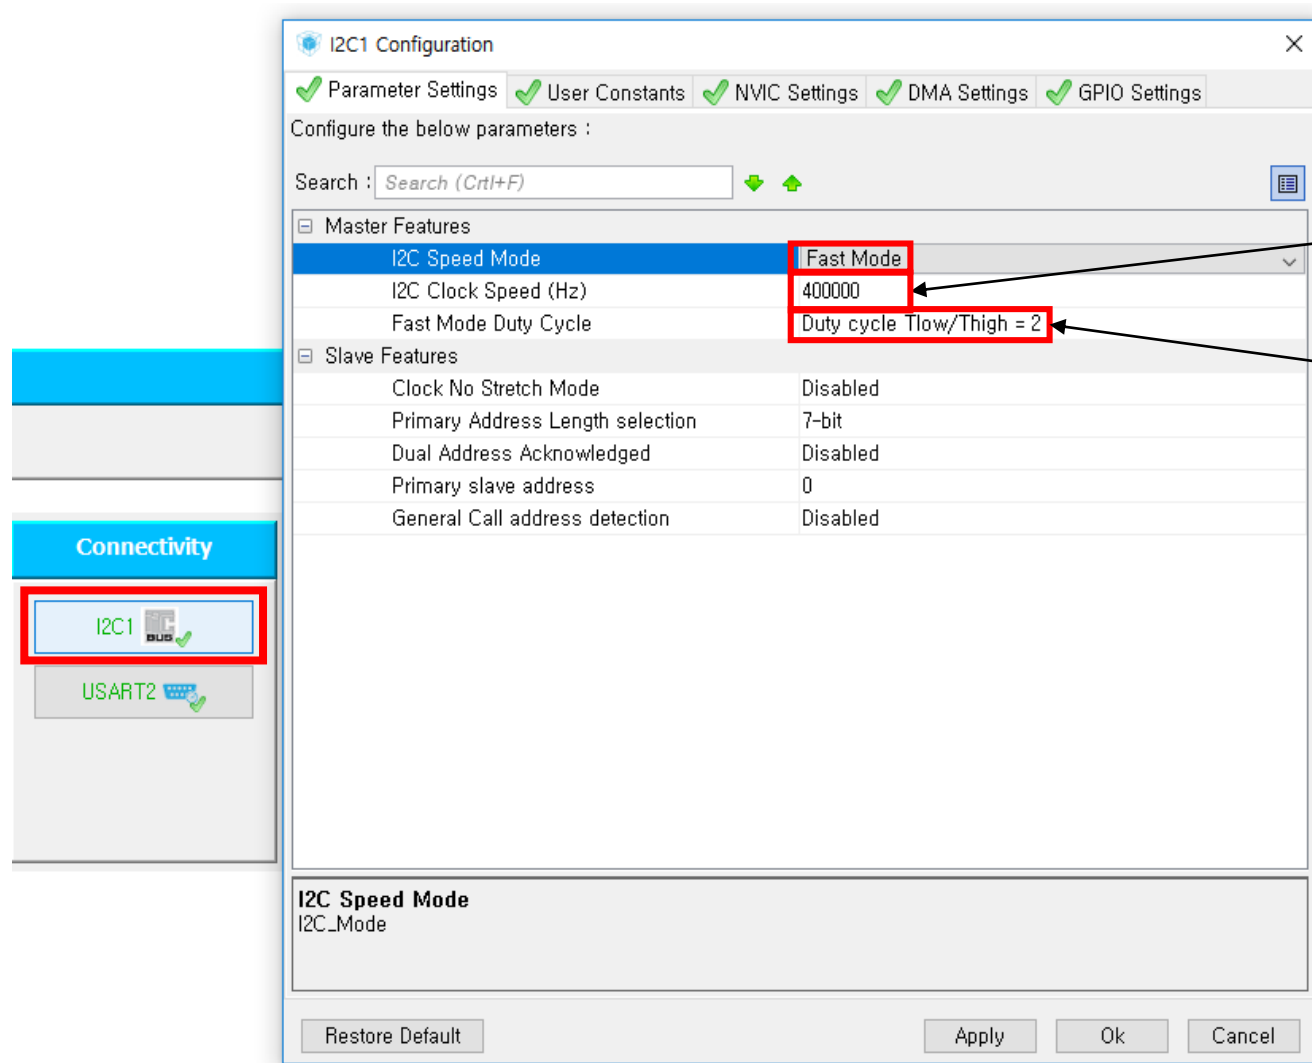 I2C1 Configuration
Parameter Settings User Constants NVIC Settings DMA Settings GPIO Settings
Configure the below parameters :
Search : Search (Crtl+F)
Master Features
I2C Speed Mode Fast Mode
I2C Clock Speed (Hz) 400000
Fast Mode Duty Cycle Duty cycle Tlow/Thigh = 2
Slave Features
Clock No Stretch Mode Disabled
Primary Address Length selection 7-bit
Dual Address Acknowledged Disabled
Primary slave address 0
General Call address detection Disabled
Connectivity
I2C1 I2C BUS
USART2
I2C Speed Mode
I2C_Mode
Restore Default Apply Ok Cancel